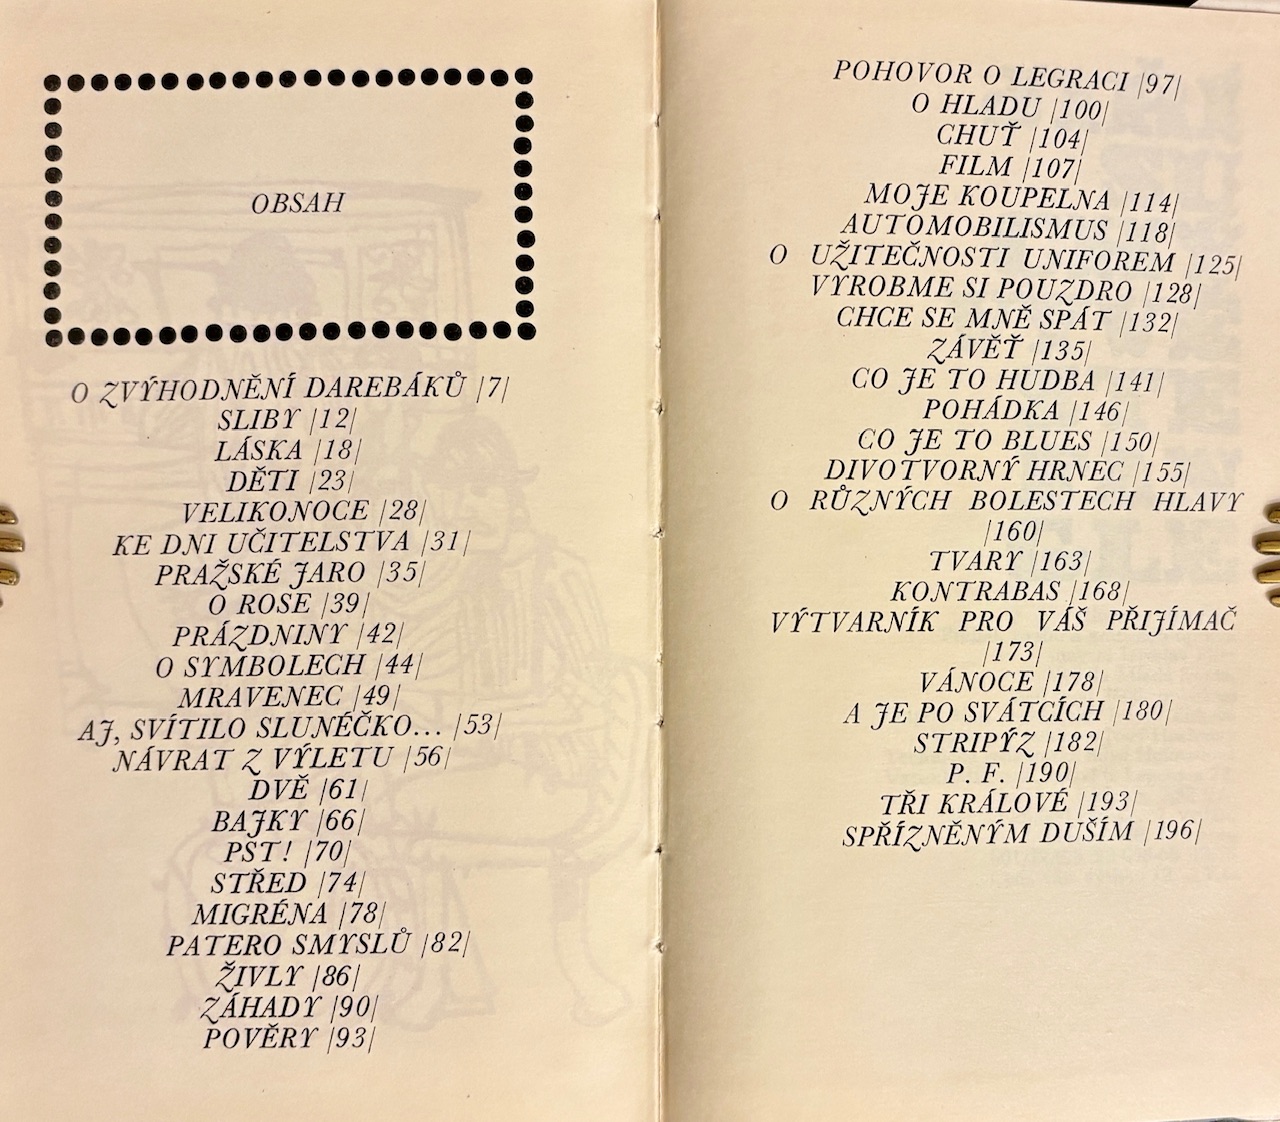 OBSAH
O ZVÝHODNĚNÍ DAREBÁKŮ |7|
SLIBY |12|
LÁSKA |18|
DĚTI |23|
VELIKONOCE |28|
KE DNI UČITELSTVA |31|
PRAŽSKÉ JARO |35|
O ROSE |39|
PRÁZDNINY |42|
O SYMBOLECH |44|
MRAVENEC |49|
AJ, SVÍTILO SLUNÉČKO... |53|
NÁVRAT Z VÝLETU |56|
DVĚ |61|
BAJKY |66|
PST! |70|
STŘED |74|
MIGRÉNA |78|
PATERO SMYSLŮ |82|
ŽIVLY |86|
ZÁHADY |90|
POVĚRY |93|
POHOVOR O LEGRACI |97|
O HLADU |100|
CHUŤ |104|
FILM |107|
MOJE KOUPELNA |114|
AUTOMOBILISMUS |118|
O UŽITEČNOSTI UNIFOREM |125|
VYROBME SI POUZDRO |128|
CHCE SE MNĚ SPÁT |132|
ZÁVĚŤ |135|
CO JE TO HUDBA |141|
POHÁDKA |146|
CO JE TO BLUES |150|
DIVOTVORNÝ HRNEC |155|
O RŮZNÝCH BOLESTECH HLAVY
|160|
TVARY |163|
KONTRABAS |168|
VÝTVARNÍK PRO VÁŠ PŘIJÍMAČ
|173|
VÁNOCE |178|
A JE PO SVÁTCÍCH |180|
STRIPÝZ |182|
P. F. |190|
TŘI KRÁLOVÉ |193|
SPŘÍZNĚNÝM DUŠÍM |196|